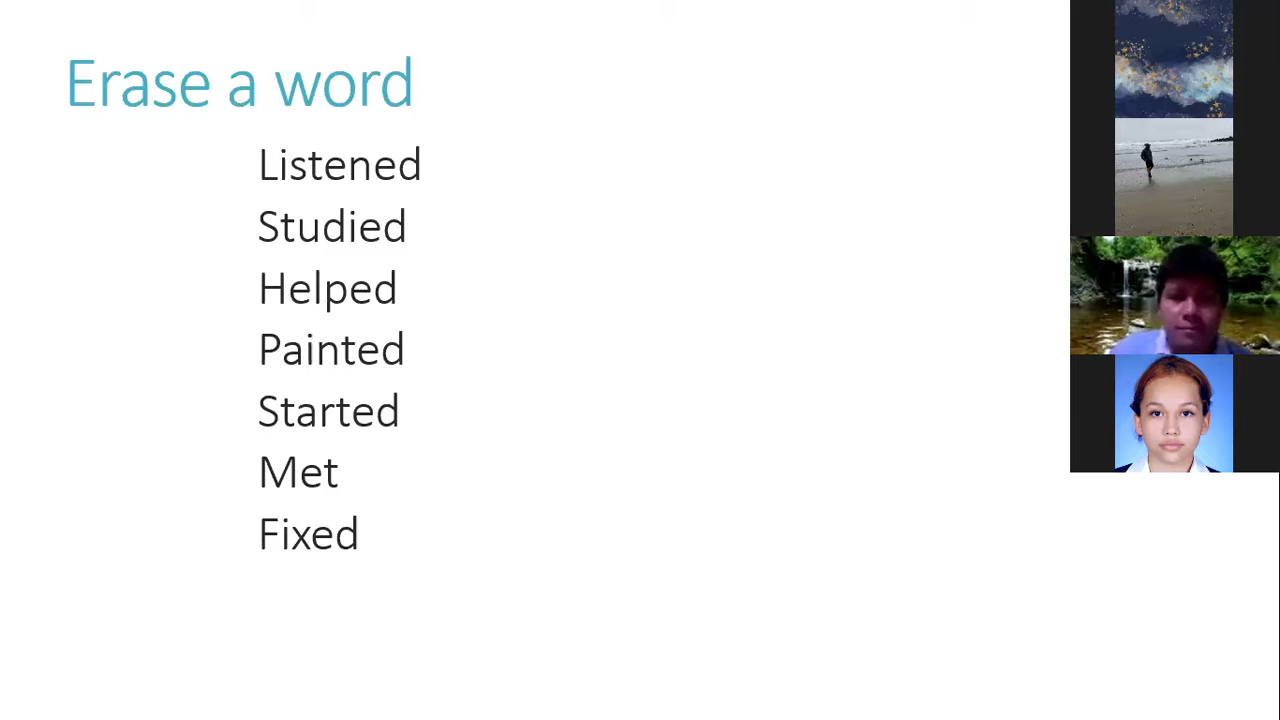 Erase a word
Listened
Studied
Helped
Painted
Started
Met
Fixed